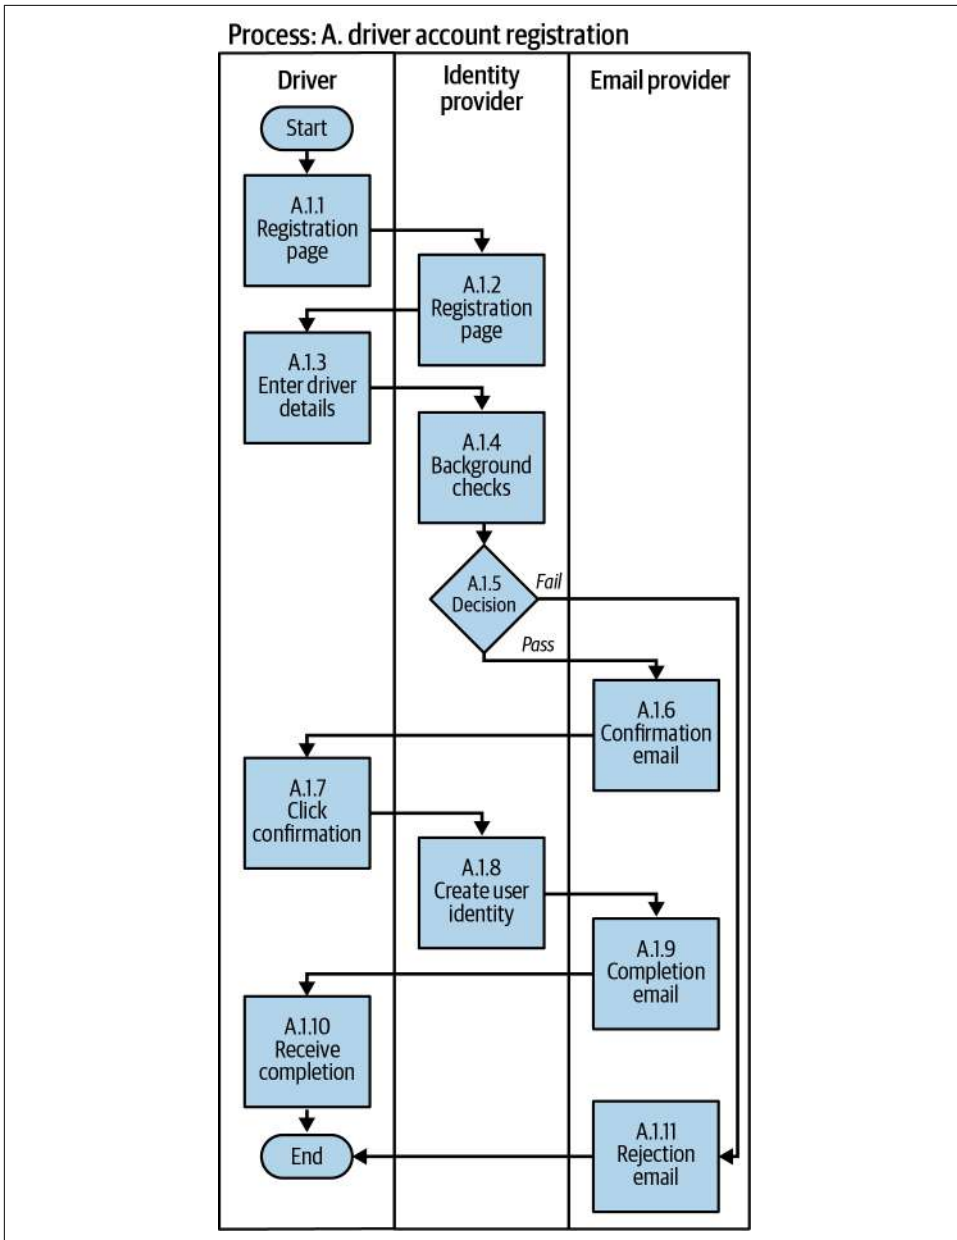 Process: A. driver account registration
Driver
Identity
provider
Email provider
Start
A.1.1
Registration
page
A.1.2
Registration
page
A.1.3
Enter driver
details
A.1.4
Background
checks
A.1.5
Decision
Fail
Pass
A.1.6
Confirmation
email
A.1.7
Click
confirmation
A.1.8
Create user
identity
A.1.9
Completion
email
A.1.10
Receive
completion
A.1.11
Rejection
email
End